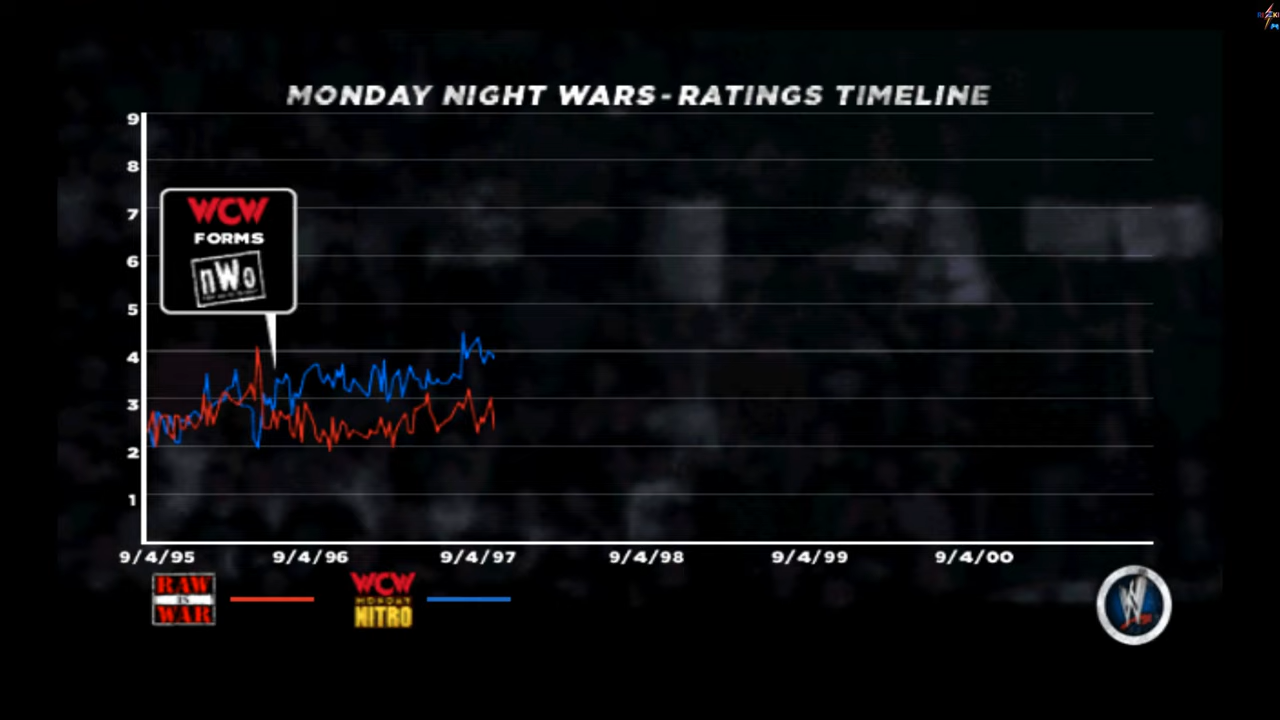 MONDAY NIGHT WARS - RATINGS TIMELINE
9
8
7
6
5
4
3
2
1
WCW
FORMS
nWo
9/4/95 9/4/96 9/4/97 9/4/98 9/4/99 9/4/00
RAW
IS
WAR
WCW
MONDAY
NITRO